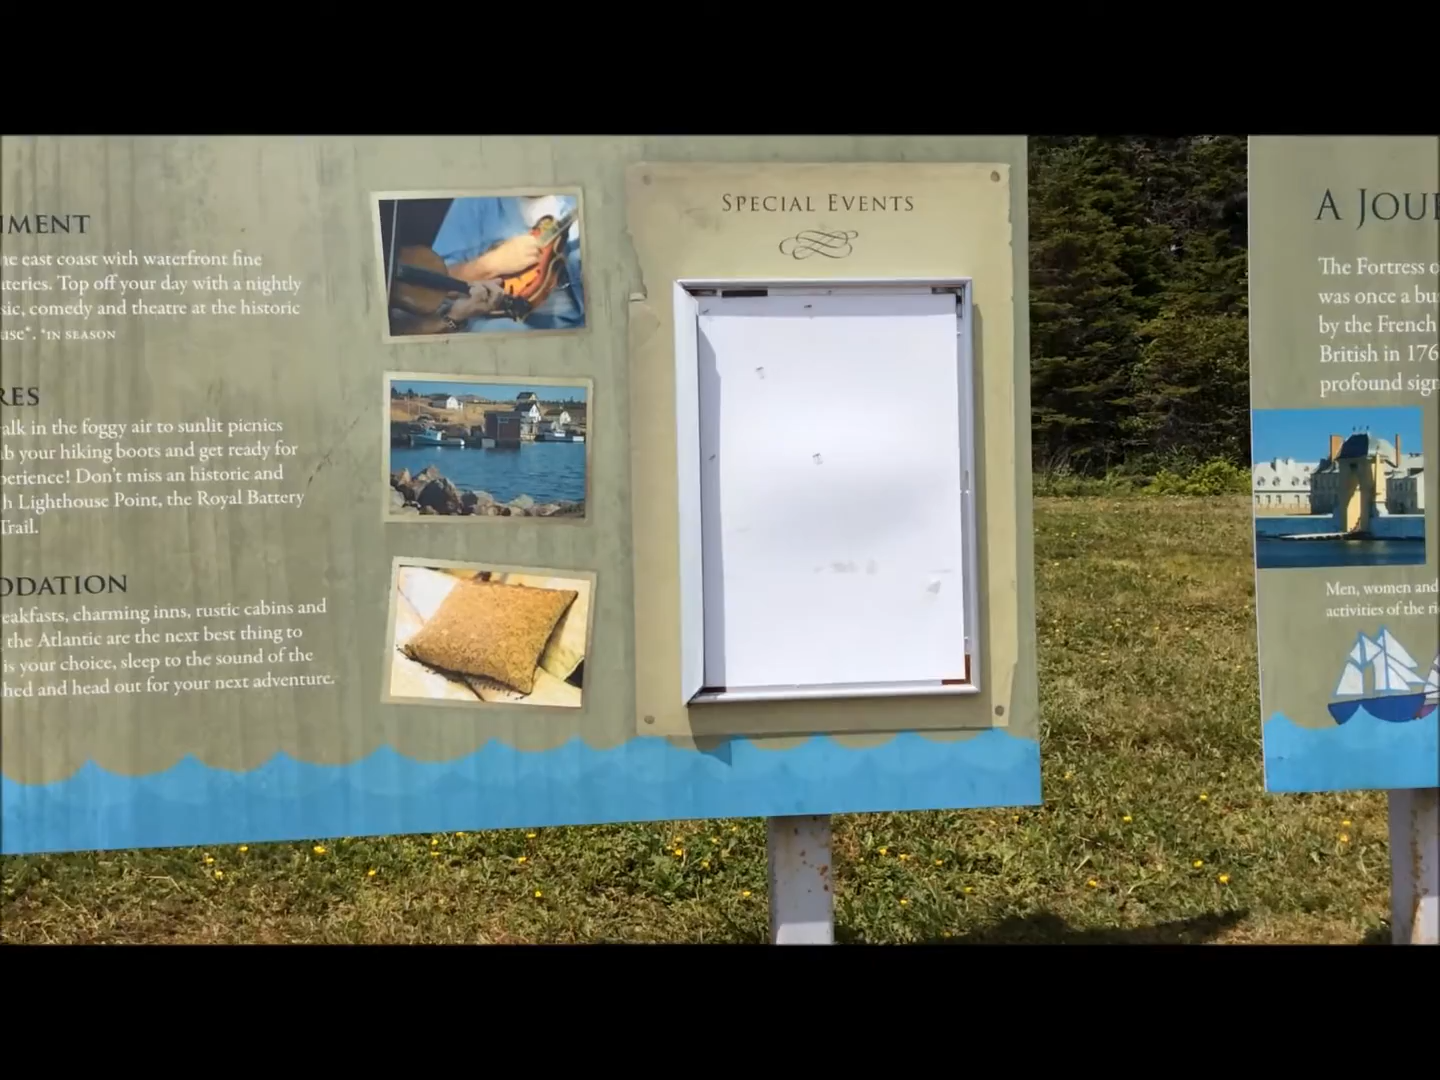 NMENT
he east coast with waterfront fine
ateries. Top off your day with a nightly
sic, comedy and theatre at the historic
use*. *IN SEASON
RES
alk in the foggy air to sunlit picnics
ab your hiking boots and get ready for
perience! Don't miss an historic and
h Lighthouse Point, the Royal Battery
Trail.
ODATION
eakfasts, charming inns, rustic cabins and
the Atlantic are the next best thing to
is your choice, sleep to the sound of the
hed and head out for your next adventure.
SPECIAL EVENTS
A JOUR
The Fortress o
was once a bu
by the French
British in 176
profound sign
Men, women and
activities of the ri